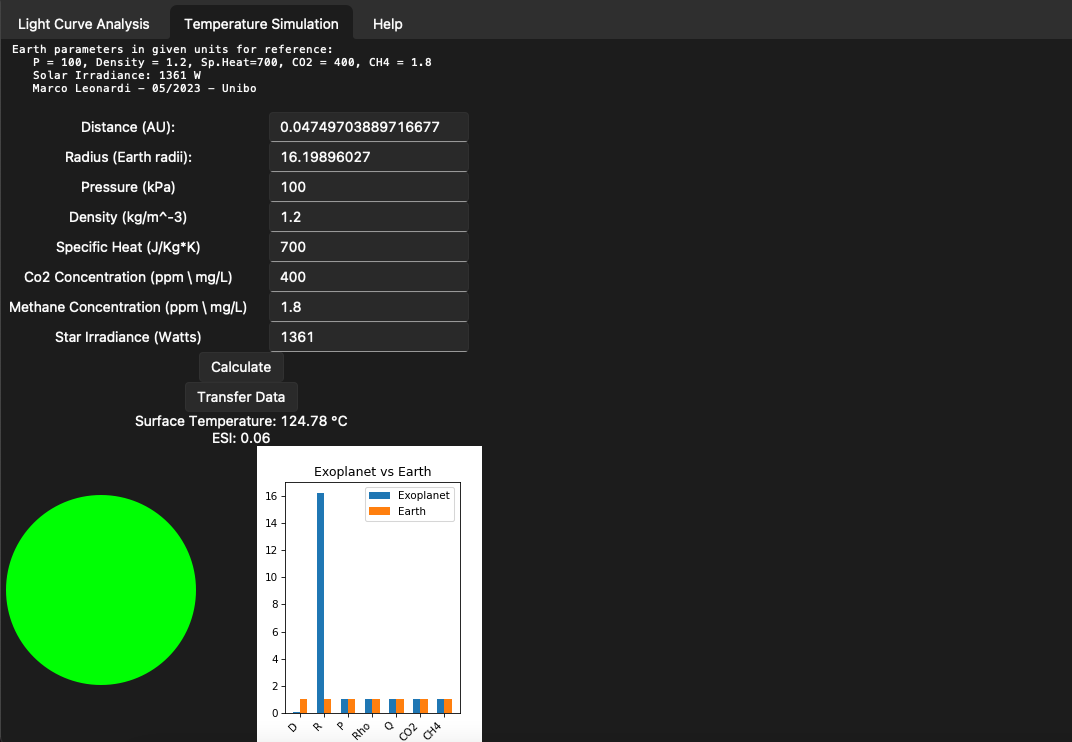 Light Curve Analysis Temperature Simulation Help
Earth parameters in given units for reference:
P = 100, Density = 1.2, Sp.Heat=700, CO2 = 400, CH4 = 1.8
Solar Irradiance: 1361 W
Marco Leonardi - 05/2023 - Unibo
Distance (AU): 0.04749703889716677
Radius (Earth radii): 16.19896027
Pressure (kPa) 100
Density (kg/m^-3) 1.2
Specific Heat (J/Kg*K) 700
Co2 Concentration (ppm \ mg/L) 400
Methane Concentration (ppm \ mg/L) 1.8
Star Irradiance (Watts) 1361
Calculate
Transfer Data
Surface Temperature: 124.78 °C
ESI: 0.06
Exoplanet vs Earth
Exoplanet
Earth
16
14
12
10
8
6
4
2
0
D R P Rho Q CO2 CH4